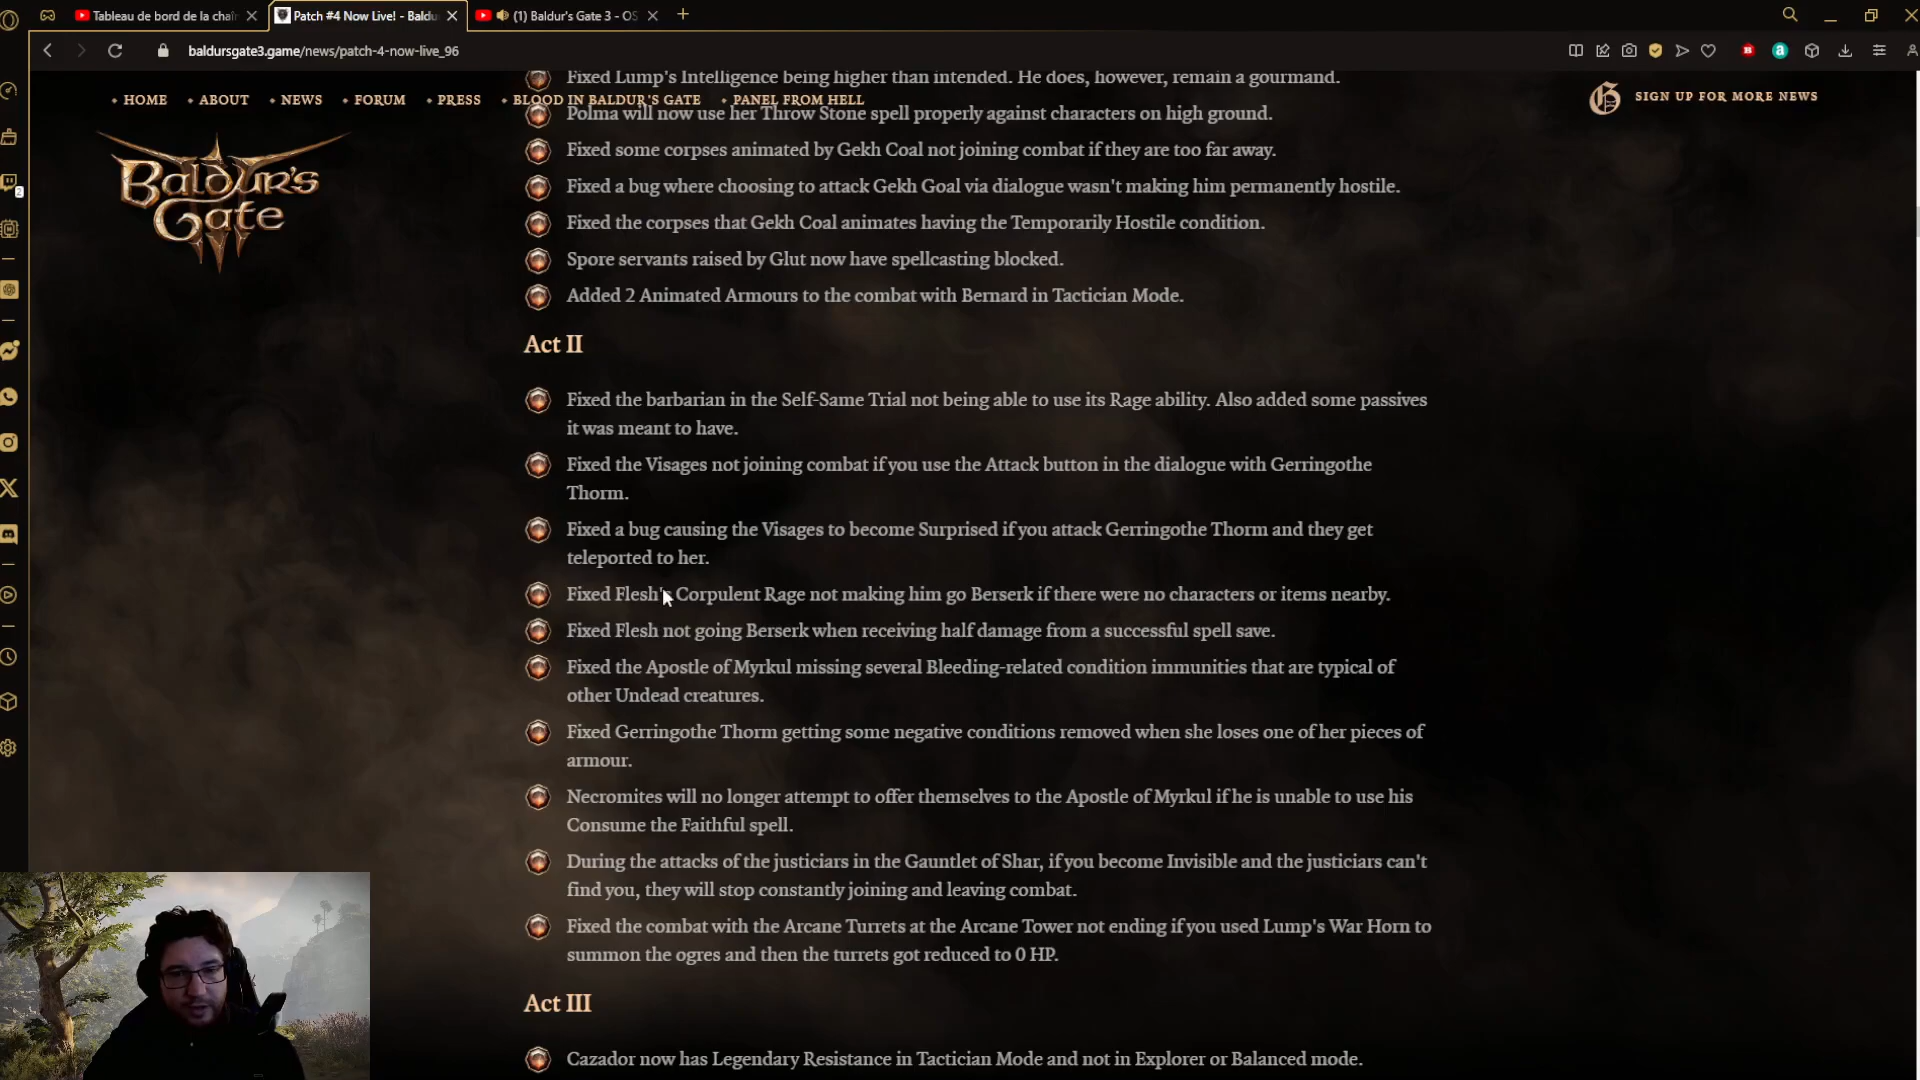 Tableau de bord de la chaîn
Patch #4 Now Live! - Baldu
(1) Baldur's Gate 3 - OS
baldursgate3.game/news/patch-4-now-live_96
Fixed Lump's Intelligence being higher than intended. He does, however, remain a gourmand.
HOME ABOUT NEWS FORUM PRESS BLOOD IN BALDUR'S GATE PANEL FROM HELL
SIGN UP FOR MORE NEWS
Polma will now use her Throw Stone spell properly against characters on high ground.
Baldur's
Gate
2
Fixed some corpses animated by Gekh Coal not joining combat if they are too far away.
Fixed a bug where choosing to attack Gekh Goal via dialogue wasn't making him permanently hostile.
Fixed the corpses that Gekh Coal animates having the Temporarily Hostile condition.
Spore servants raised by Glut now have spellcasting blocked.
Added 2 Animated Armours to the combat with Bernard in Tactician Mode.
Act II
Fixed the barbarian in the Self-Same Trial not being able to use its Rage ability. Also added some passives
it was meant to have.
Fixed the Visages not joining combat if you use the Attack button in the dialogue with Gerringothe
Thorm.
Fixed a bug causing the Visages to become Surprised if you attack Gerringothe Thorm and they get
teleported to her.
Fixed Flesh's Corpulent Rage not making him go Berserk if there were no characters or items nearby.
Fixed Flesh not going Berserk when receiving half damage from a successful spell save.
Fixed the Apostle of Myrkul missing several Bleeding-related condition immunities that are typical of
other Undead creatures.
Fixed Gerringothe Thorm getting some negative conditions removed when she loses one of her pieces of
armour.
Necromites will no longer attempt to offer themselves to the Apostle of Myrkul if he is unable to use his
Consume the Faithful spell.
During the attacks of the justiciars in the Gauntlet of Shar, if you become Invisible and the justiciars can't
find you, they will stop constantly joining and leaving combat.
Fixed the combat with the Arcane Turrets at the Arcane Tower not ending if you used Lump's War Horn to
summon the ogres and then the turrets got reduced to 0 HP.
Act III
Cazador now has Legendary Resistance in Tactician Mode and not in Explorer or Balanced mode.